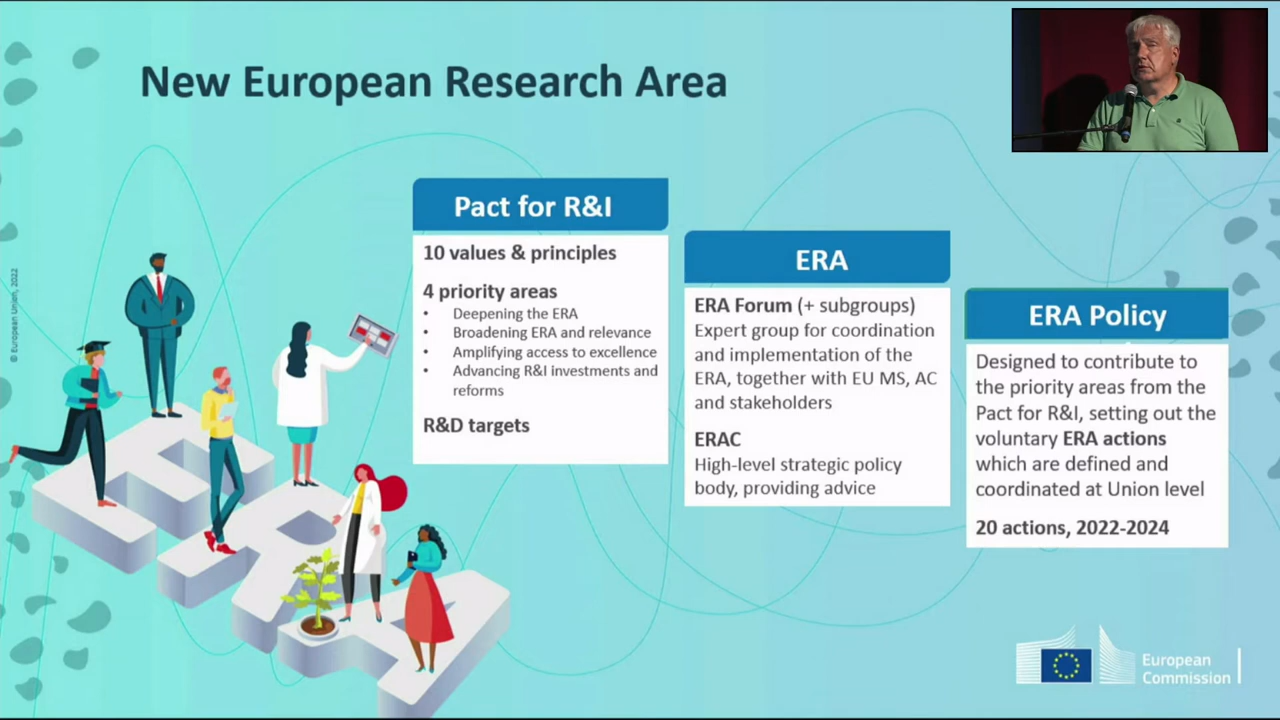 New European Research Area
Pact for R&I
10 values & principles
4 priority areas
• Deepening the ERA
• Broadening ERA and relevance
• Amplifying access to excellence
• Advancing R&I investments and
reforms
R&D targets
ERA
ERA Forum (+ subgroups)
Expert group for coordination
and implementation of the
ERA, together with EU MS, AC
and stakeholders
ERAC
High-level strategic policy
body, providing advice
ERA Policy
Designed to contribute to
the priority areas from the
Pact for R&I, setting out the
voluntary ERA actions
which are defined and
coordinated at Union level
20 actions, 2022-2024
© European Union, 2022
ERA
European
Commission